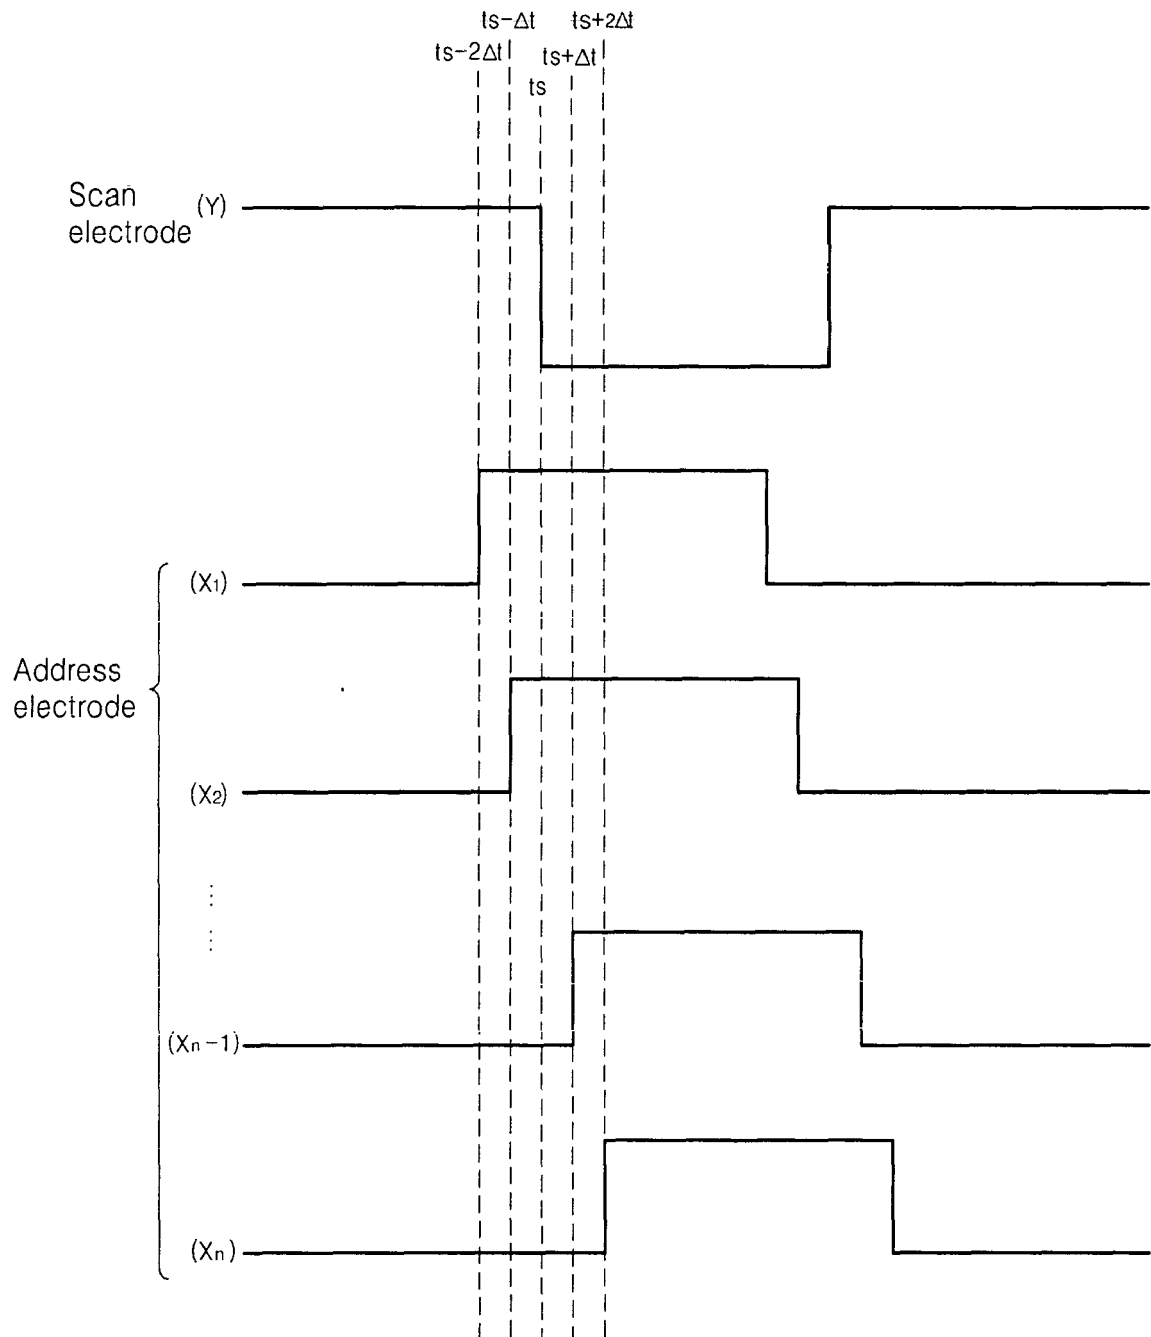 ts-Δt
ts+2Δt
ts-2Δt
ts+Δt
ts
Scan
electrode
(Y)
(X1)
Address
electrode
(X2)
(Xn-1)
(Xn)